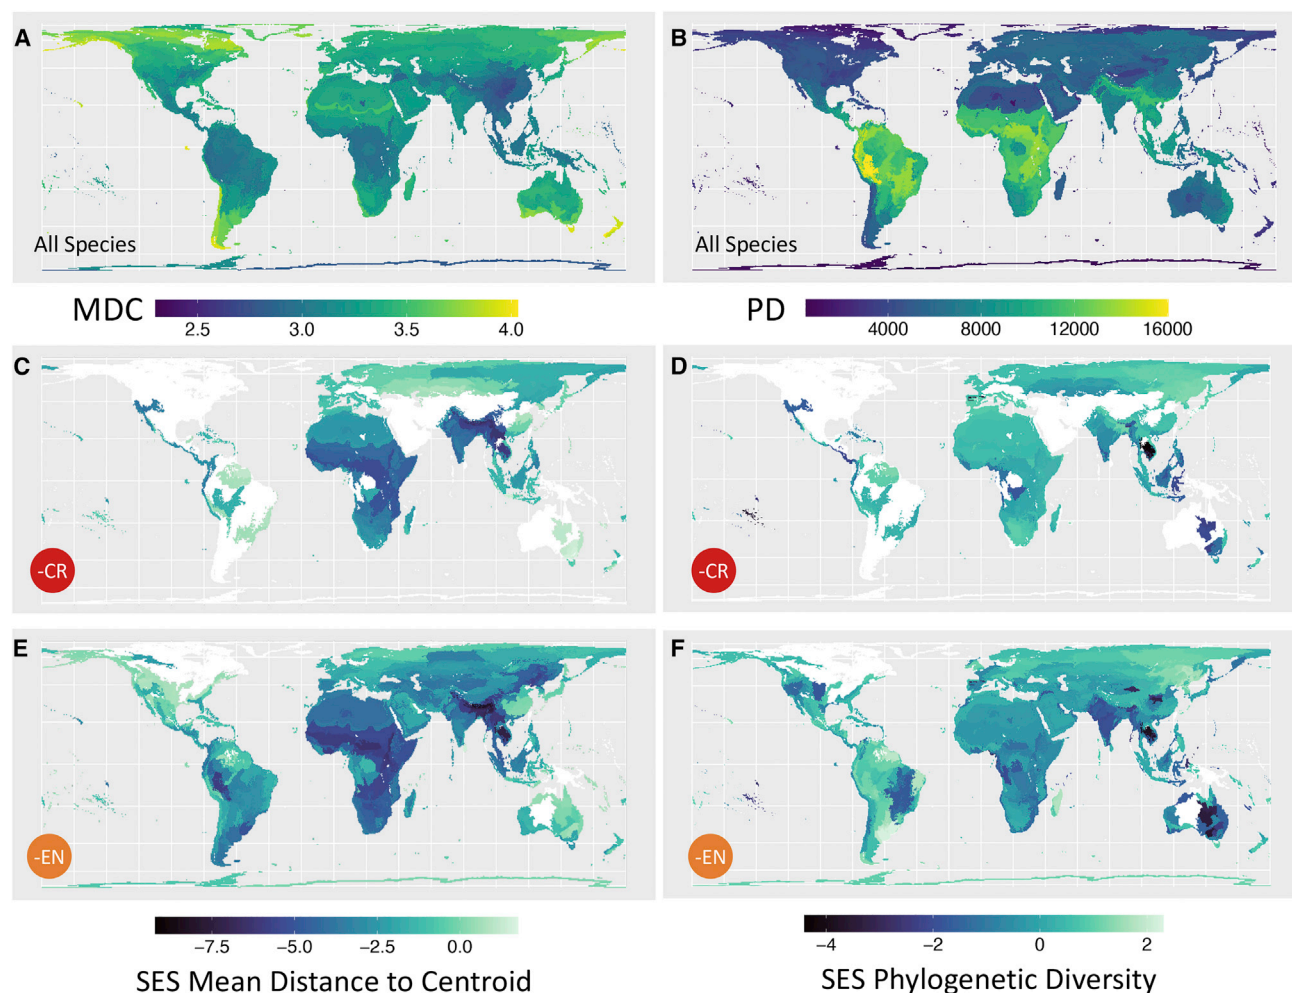 A
All Species
MDC
2.5 3.0 3.5 4.0
B
All Species
PD
4000 8000 12000 16000
C
-CR
D
-CR
E
-EN
F
-EN
−7.5 −5.0 −2.5 0.0
SES Mean Distance to Centroid
−4 −2 0 2
SES Phylogenetic Diversity